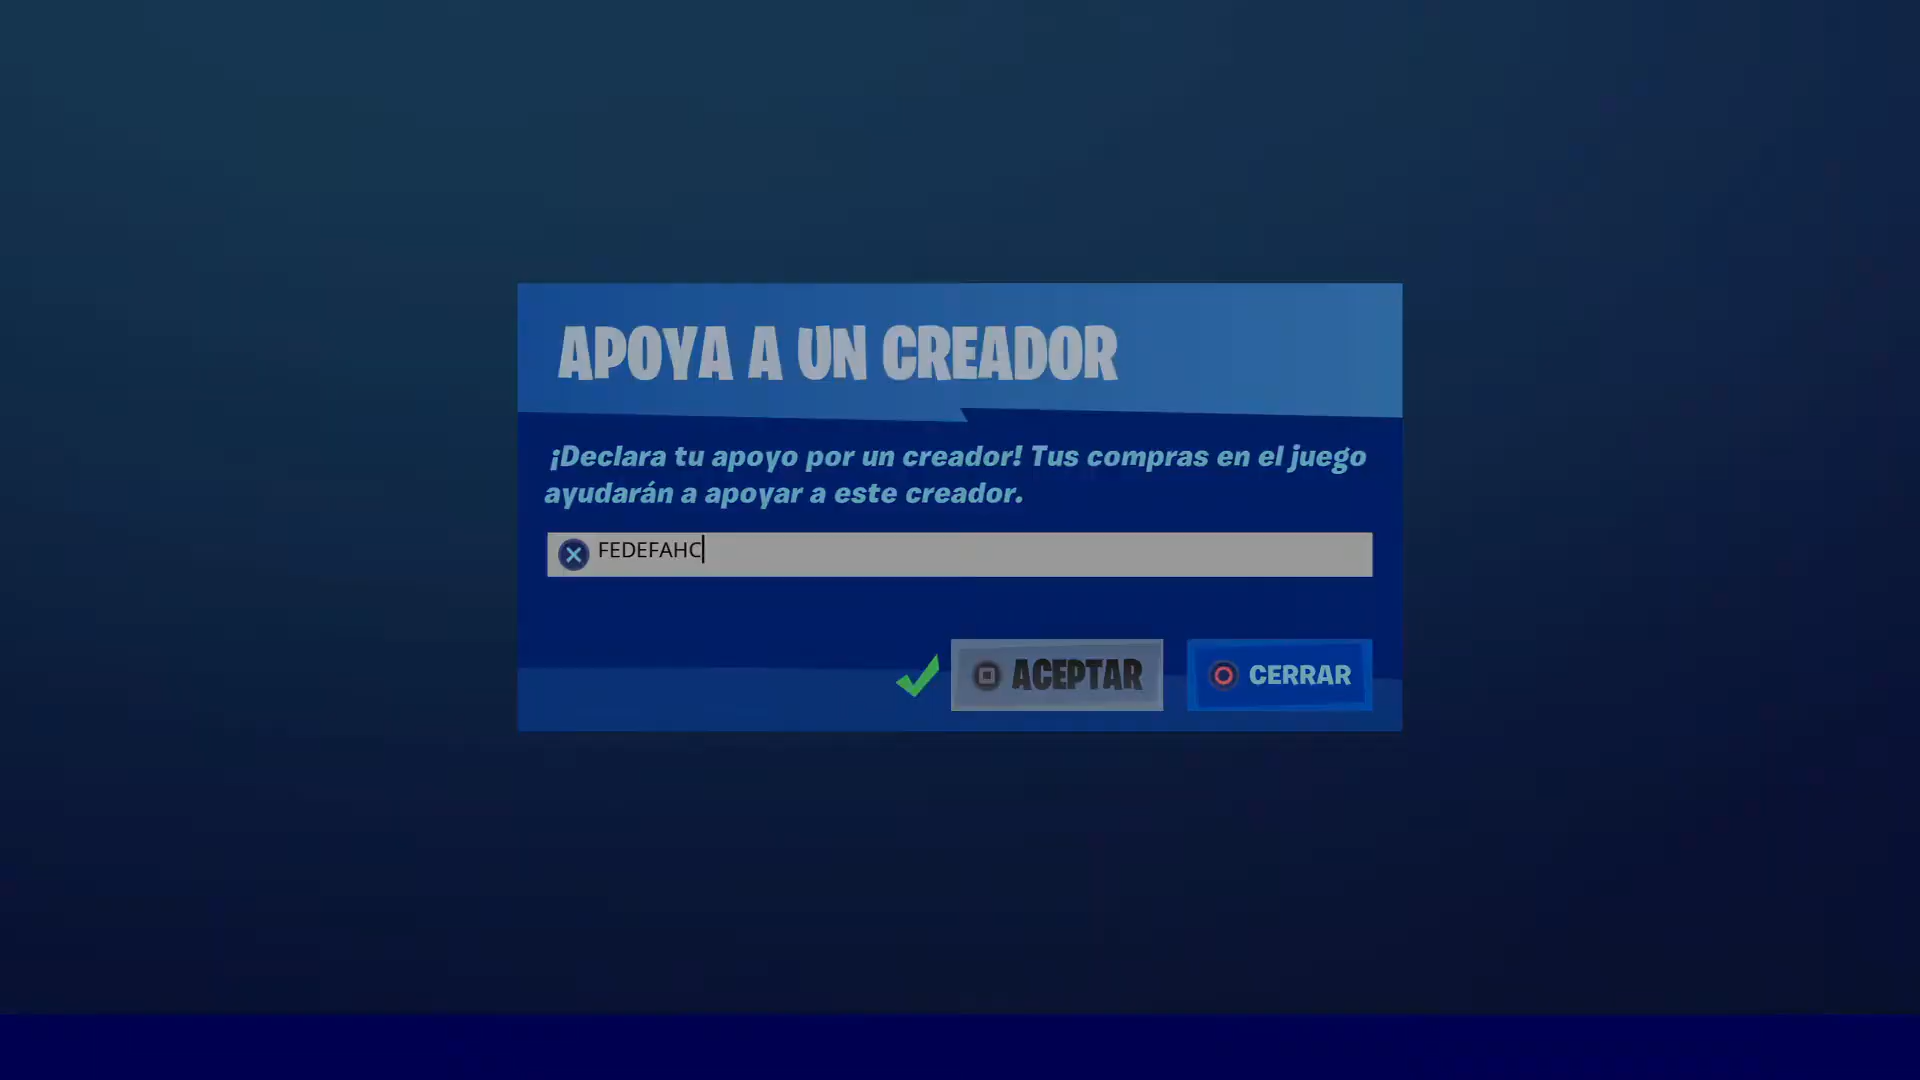 APOYA A UN CREADOR
¡Declara tu apoyo por un creador! Tus compras en el juego
ayudarán a apoyar a este creador.
FEDEFAHC
ACEPTAR
CERRAR